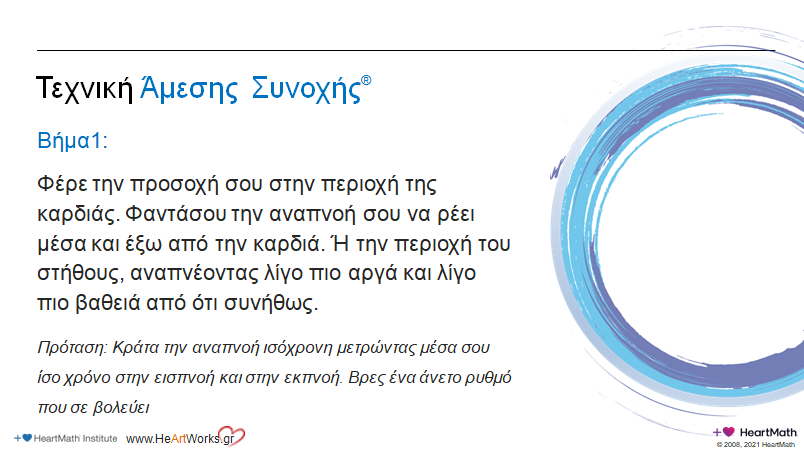 Τεχνική Άμεσης Συνοχής®
Βήμα1:
Φέρε την προσοχή σου στην περιοχή της
καρδιάς. Φαντάσου την αναπνοή σου να ρέει
μέσα και έξω από την καρδιά. Ή την περιοχή του
στήθους, αναπνέοντας λίγο πιο αργά και λίγο
πιο βαθειά από ότι συνήθως.
Πρόταση: Κράτα την αναπνοή ισόχρονη μετρώντας μέσα σου
ίσο χρόνο στην εισπνοή και στην εκπνοή. Βρες ένα άνετο ρυθμό
που σε βολεύει
HeartMath Institute www.HeArtWorks.gr
HeartMath
© 2008, 2021 HeartMath